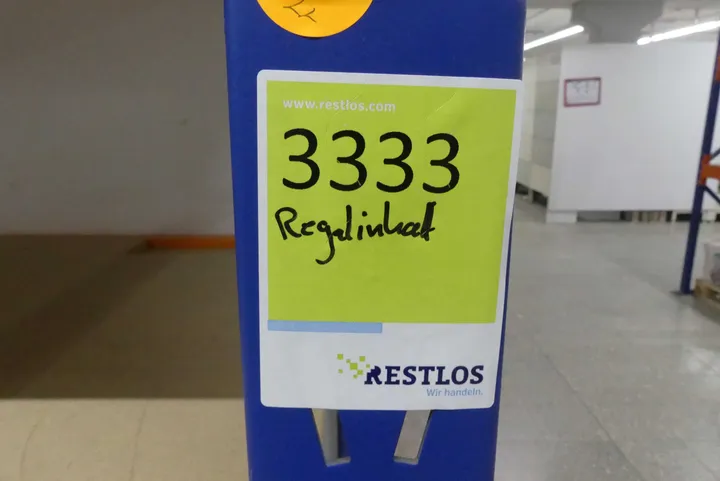 www.restlos.com
3333
Regalinhalt
RESTLOS
Wir handeln.